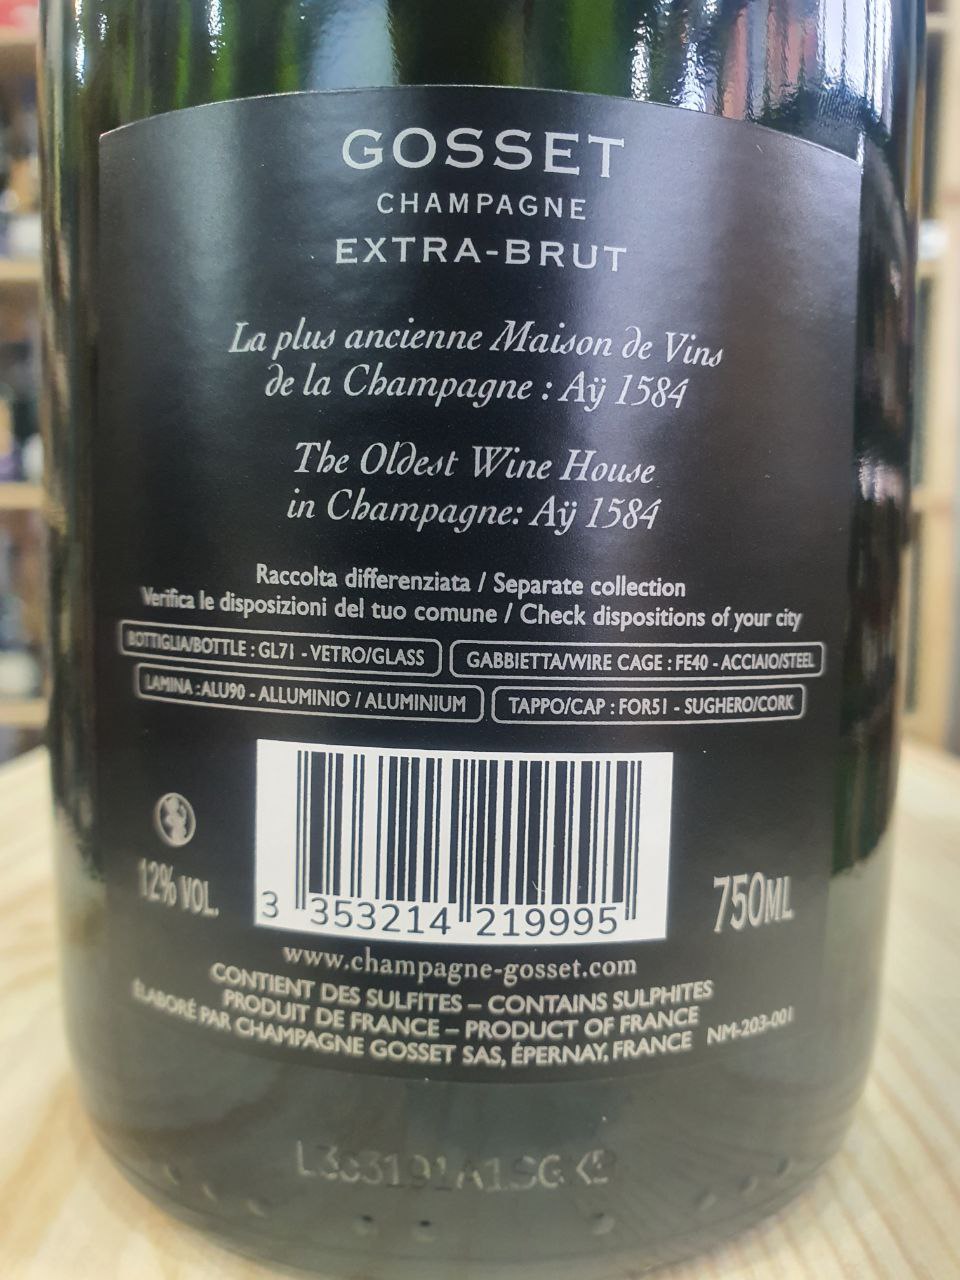 GOSSET
CHAMPAGNE
EXTRA-BRUT
La plus ancienne Maison de Vins
de la Champagne : Aÿ 1584
The Oldest Wine House
in Champagne: Aÿ 1584
Raccolta differenziata / Separate collection
Verifica le disposizioni del tuo comune / Check dispositions of your city
BOTTIGLIA/BOTTLE : GL71 - VETRO/GLASS
GABBIETTA/WIRE CAGE : FE40 - ACCIAIO/STEEL
LAMINA : ALU90 - ALLUMINIO / ALUMINIUM
TAPPO/CAP : FOR51 - SUGHERO/CORK
12% VOL.
3 353214 219995
750ML
www.champagne-gosset.com
CONTIENT DES SULFITES – CONTAINS SULPHITES
PRODUIT DE FRANCE – PRODUCT OF FRANCE
ÉLABORÉ PAR CHAMPAGNE GOSSET SAS, ÉPERNAY, FRANCE NM-203-001